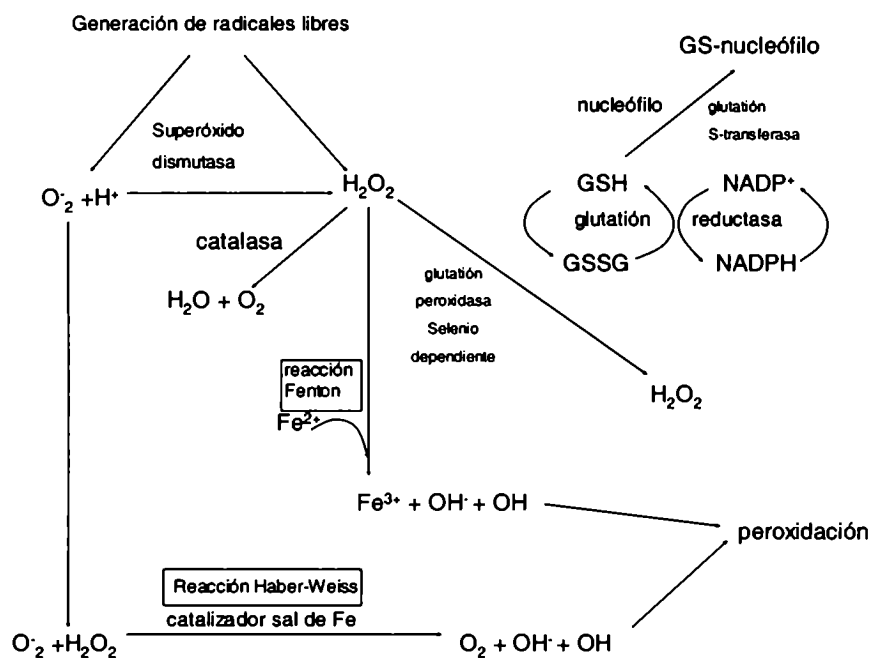 Generación de radicales libres
GS-nucleófilo
nucleófilo
glutatión
S-transferasa
Superóxido
dismutasa
O⁻₂ +H⁺
H₂O₂
GSH
NADP⁺
glutatión
reductasa
GSSG
NADPH
catalasa
H₂O + O₂
glutatión
peroxidasa
Selenio
dependiente
reacción
Fenton
Fe²⁺
H₂O₂
Fe³⁺ + OH⁻ + OH
peroxidación
Reacción Haber-Weiss
catalizador sal de Fe
O⁻₂ +H₂O₂
O₂ + OH⁻ + OH